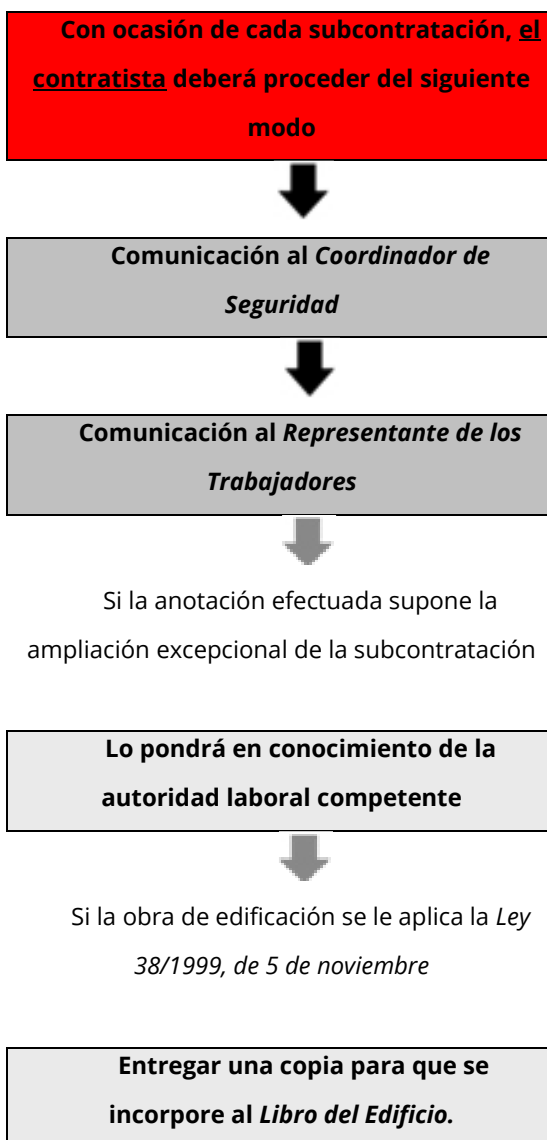 Con ocasión de cada subcontratación, el
contratista deberá proceder del siguiente
modo
Comunicación al Coordinador de
Seguridad
Comunicación al Representante de los
Trabajadores
Si la anotación efectuada supone la
ampliación excepcional de la subcontratación
Lo pondrá en conocimiento de la
autoridad laboral competente
Si la obra de edificación se le aplica la Ley
38/1999, de 5 de noviembre
Entregar una copia para que se
incorpore al Libro del Edificio.